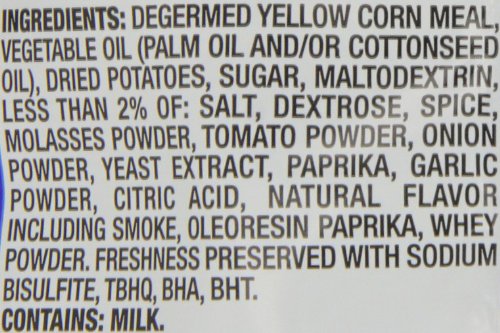 INGREDIENTS: DEGERMED YELLOW CORN MEAL,
VEGETABLE OIL (PALM OIL AND/OR COTTONSEED
OIL), DRIED POTATOES, SUGAR, MALTODEXTRIN,
LESS THAN 2% OF: SALT, DEXTROSE, SPICE,
MOLASSES POWDER, TOMATO POWDER, ONION
POWDER, YEAST EXTRACT, PAPRIKA, GARLIC
POWDER, CITRIC ACID, NATURAL FLAVOR
INCLUDING SMOKE, OLEORESIN PAPRIKA, WHEY
POWDER. FRESHNESS PRESERVED WITH SODIUM
BISULFITE, TBHQ, BHA, BHT.
CONTAINS: MILK.